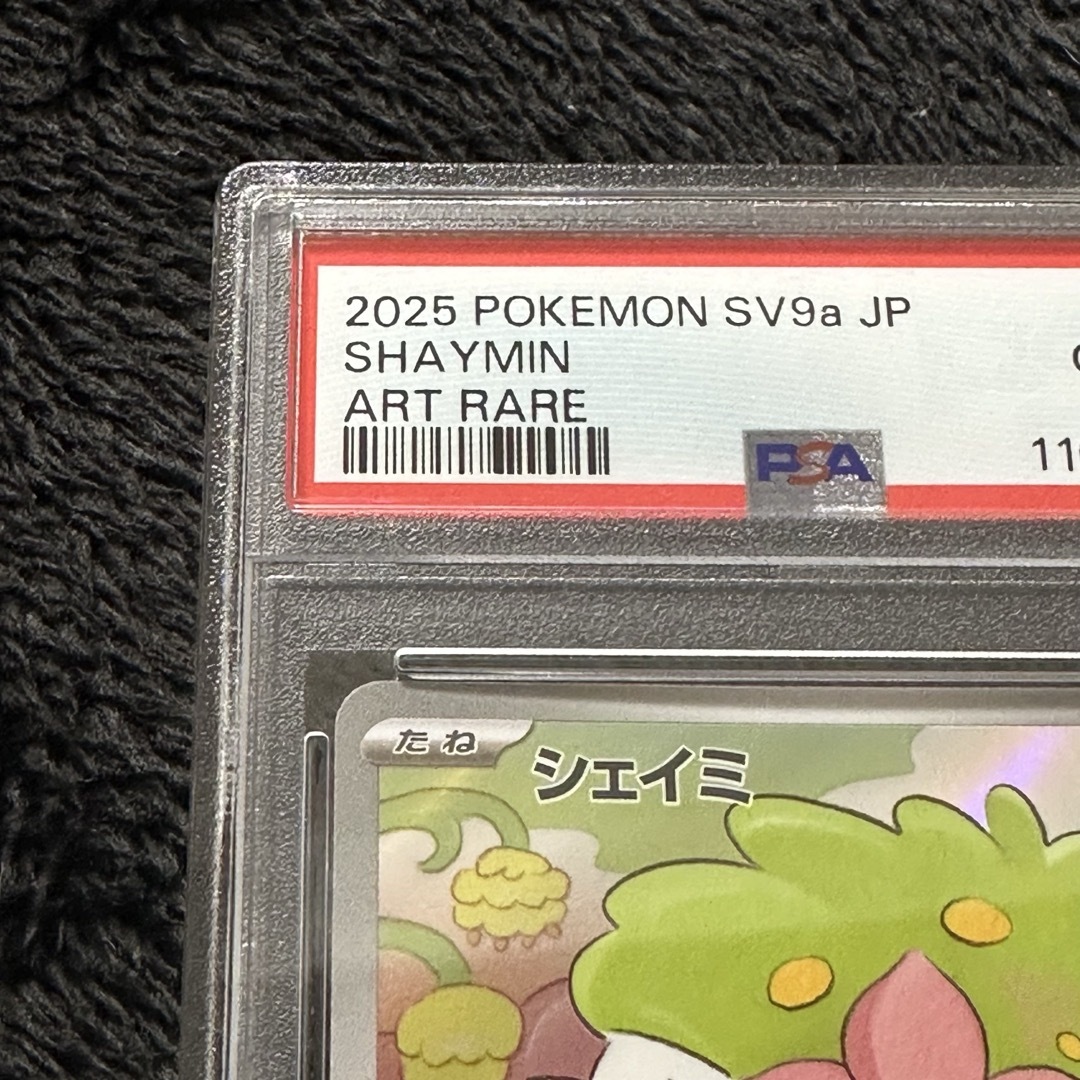 2025 POKEMON SV9a JP
SHAYMIN
ART RARE
PSA
たね
シェイミ